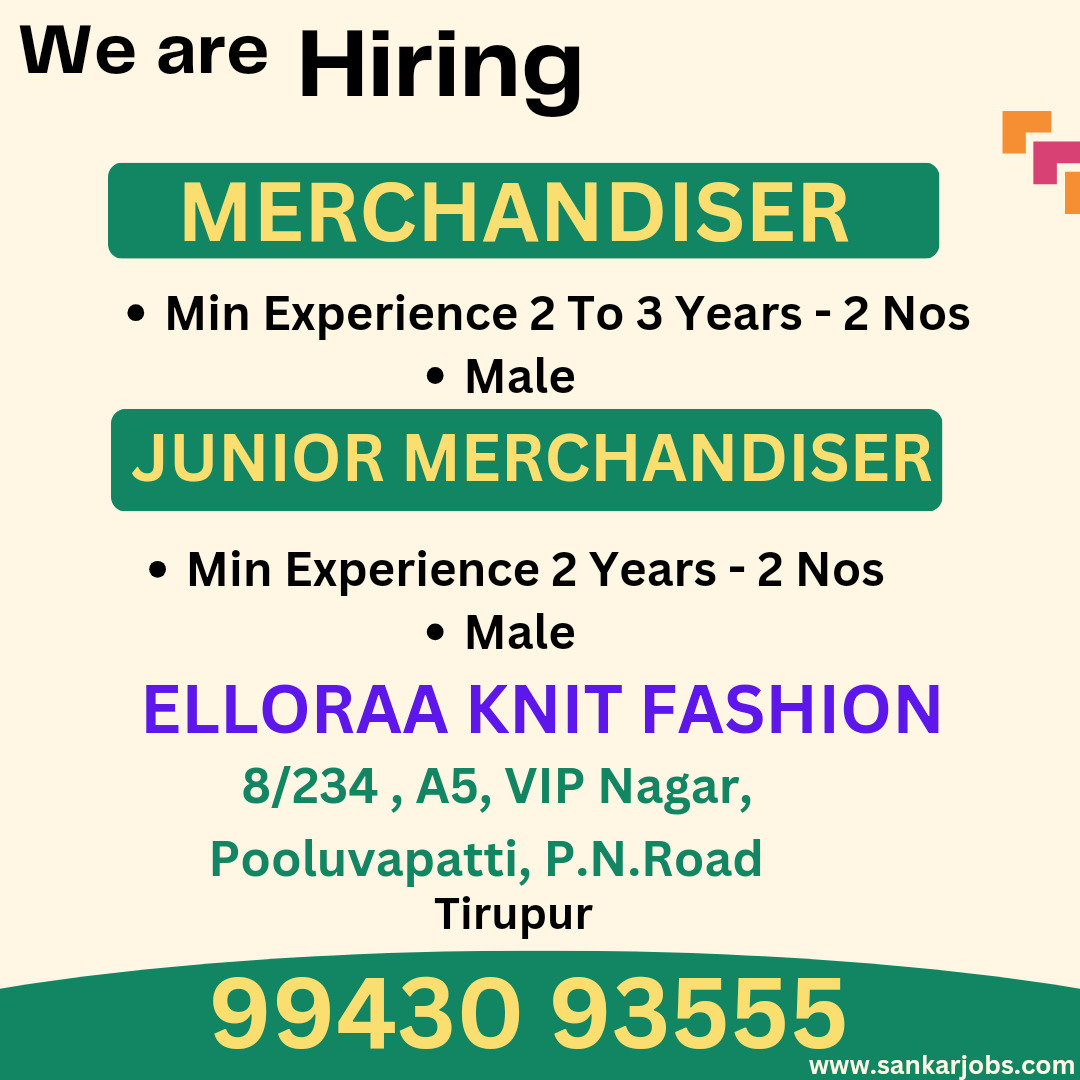 We are Hiring
MERCHANDISER
• Min Experience 2 To 3 Years - 2 Nos
• Male
JUNIOR MERCHANDISER
• Min Experience 2 Years - 2 Nos
• Male
ELLORAA KNIT FASHION
8/234 , A5, VIP Nagar,
Pooluvapatti, P.N.Road
Tirupur
99430 93555
www.sankarjobs.com